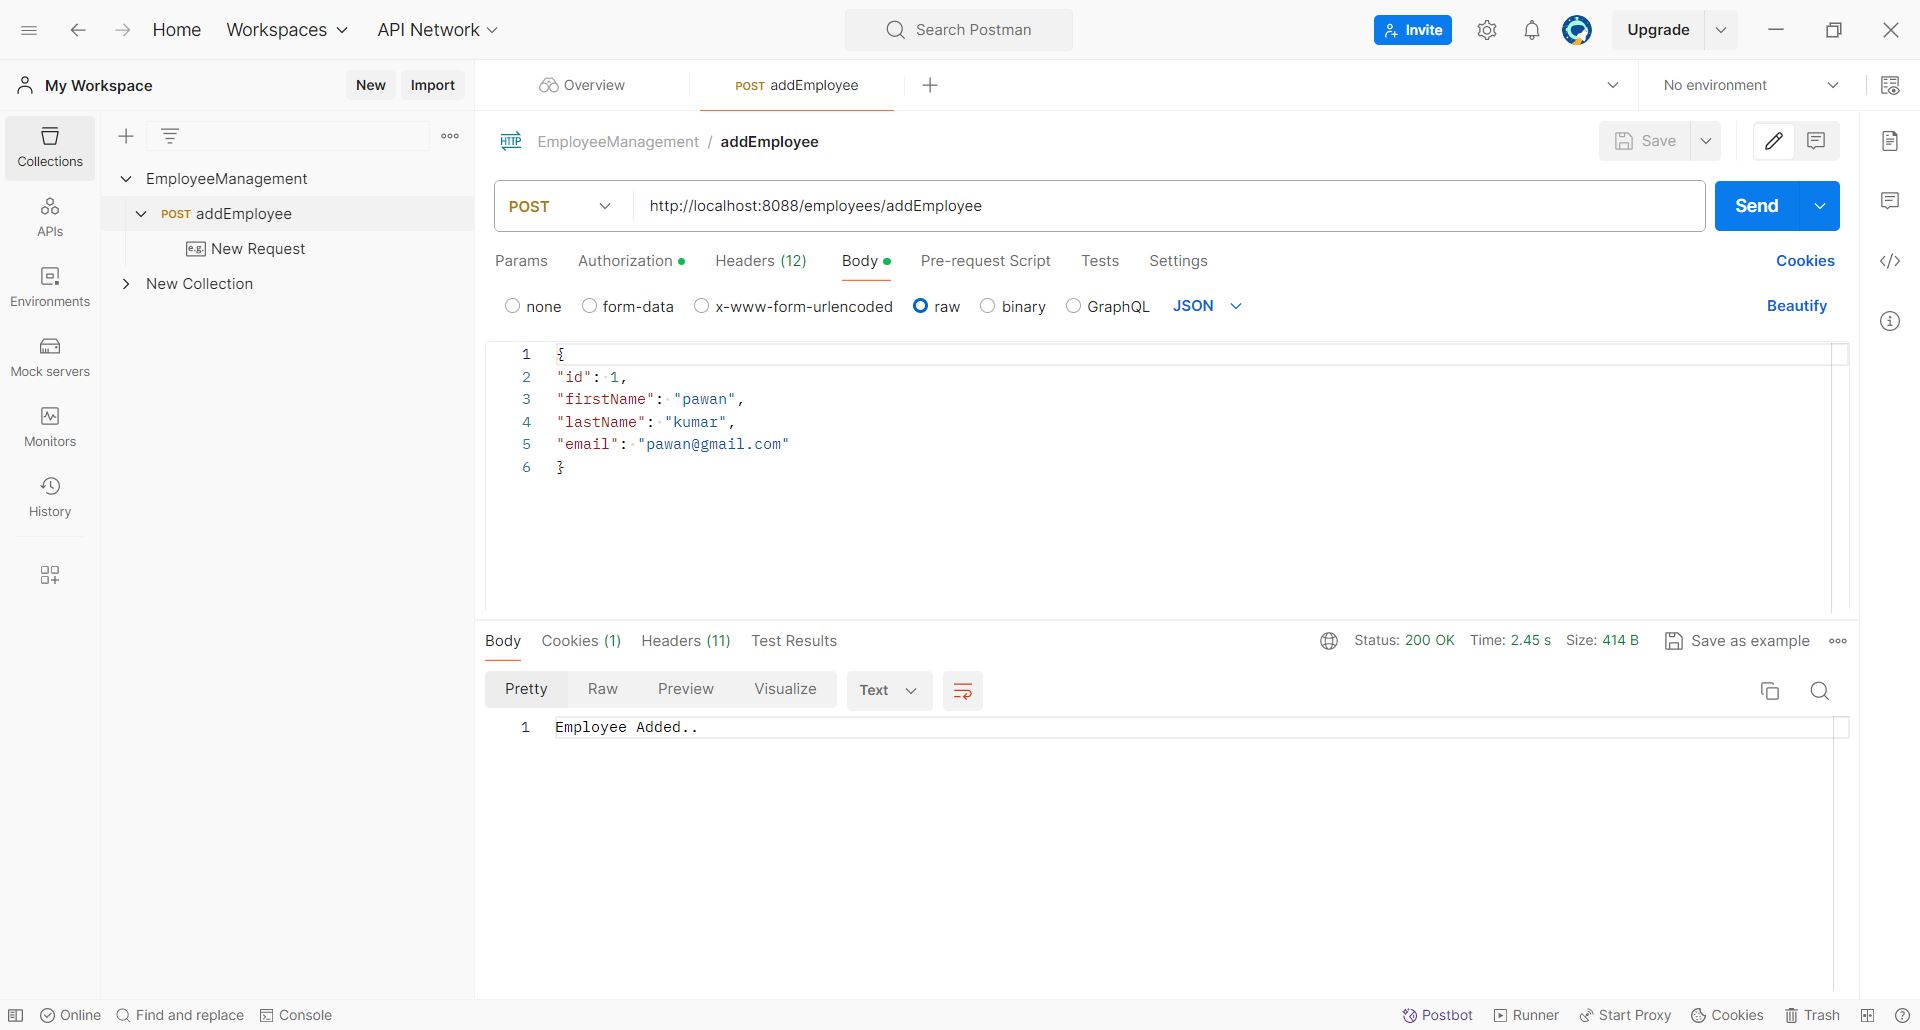 Home Workspaces API Network Search Postman Invite Upgrade
My Workspace New Import Overview POST addEmployee No environment
Collections
APIs
Environments
Mock servers
Monitors
History
EmployeeManagement
POST addEmployee
e.g. New Request
New Collection
HTTP EmployeeManagement / addEmployee Save
POST http://localhost:8088/employees/addEmployee Send
Params Authorization Headers (12) Body Pre-request Script Tests Settings Cookies
none form-data x-www-form-urlencoded raw binary GraphQL JSON Beautify
1 {
2 "id": 1,
3 "firstName": "pawan",
4 "lastName": "kumar",
5 "email": "pawan@gmail.com"
6 }
Body Cookies (1) Headers (11) Test Results Status: 200 OK Time: 2.45 s Size: 414 B Save as example
Pretty Raw Preview Visualize Text
1 Employee Added..
Online Find and replace Console Postbot Runner Start Proxy Cookies Trash